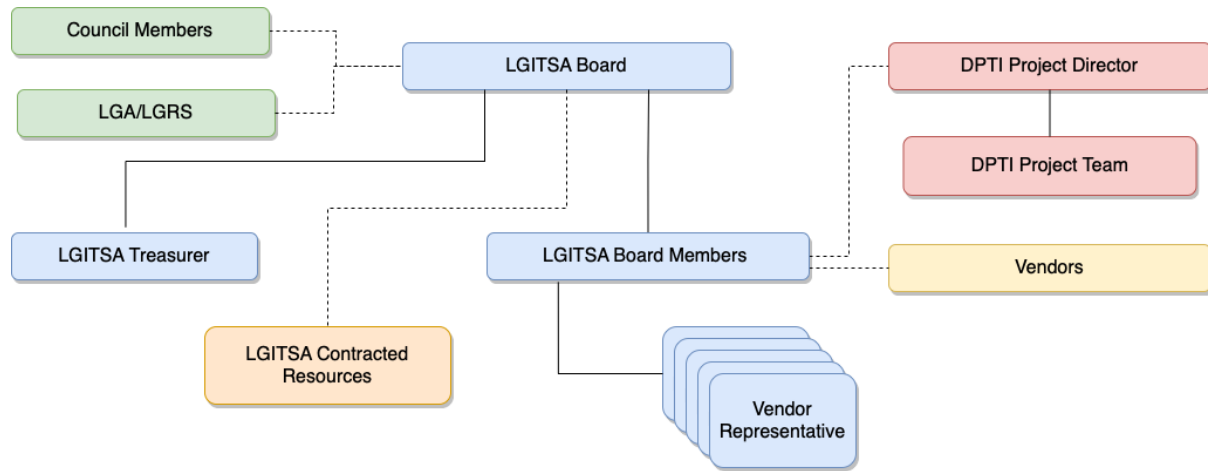 Council Members
LGITSA Board
DPTI Project Director
LGA/LGRS
DPTI Project Team
LGITSA Treasurer
LGITSA Board Members
Vendors
LGITSA Contracted
Resources
Vendor
Representative